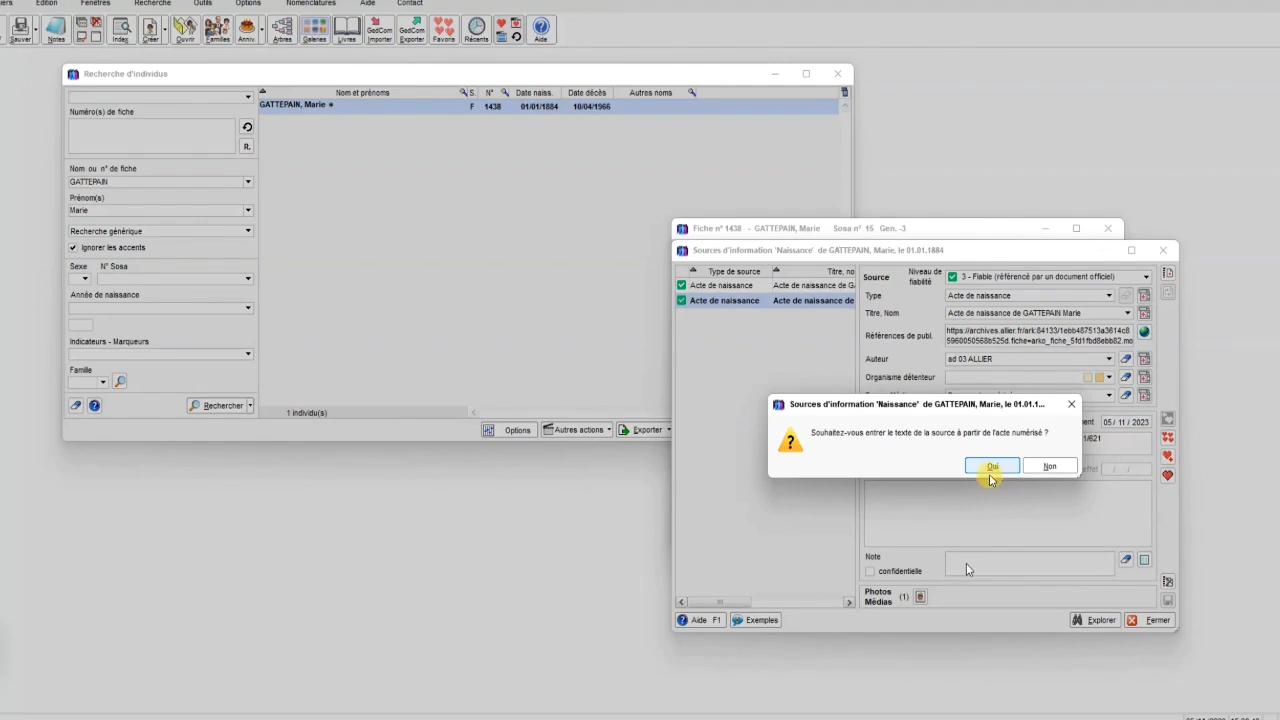 Edition Fenêtres Recherche Outils Options Nomenclatures Aide Contact
Sauver Notes Index Créer Ouvrir Familles Anniv. Arbres Galeries Livres GedCom Importer GedCom Exporter Favoris Récents Aide
Recherche d'individus
Nom et prénoms S. N° Date naiss. Date décès Autres noms
GATTEPAIN, Marie * F 1438 01/01/1884 10/04/1966
Numéro(s) de fiche
R.
Nom ou n° de fiche
GATTEPAIN
Prénom(s)
Marie
Recherche générique
Ignorer les accents
Sexe N° Sosa
Année de naissance
Indicateurs - Marqueurs
Famille
Rechercher
1 individu(s)
Options Autres actions Exporter
Fiche n° 1438 - GATTEPAIN, Marie Sosa n° 15 Gen. -3
Sources d'information 'Naissance' de GATTEPAIN, Marie, le 01.01.1884
Type de source Titre, no
Acte de naissance Acte de naissance de GA
Acte de naissance Acte de naissance de
Source Niveau de fiabilité 3 - Fiable (référencé par un document officiel)
Type Acte de naissance
Titre, Nom Acte de naissance de GATTEPAIN Marie
Références de publ. https://archives.allier.fr/ark:84133/1ebb487513a3614c8
5960050568b525d.fiche=arko_fiche_5fd1fbd8ebb82.mo
Auteur ad 03 ALLIER
Organisme détenteur
Sources d'information 'Naissance' de GATTEPAIN, Marie, le 01.01.1...
Souhaitez-vous entrer le texte de la source à partir de l'acte numérisé ?
Oui Non
ment 05/11/2023
1/621
effet / /
Note
confidentielle
Photos
Médias (1)
Aide F1 Exemples Explorer Fermer